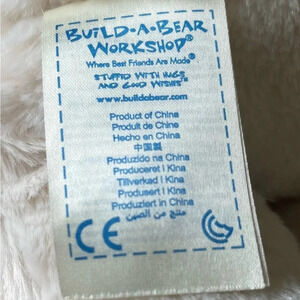 BUILD-A-BEAR
WORKSHOP®
Where Best Friends Are Made®
STUFFED WITH HUGS
AND GOOD WISHES®
www.buildabear.com
Product of China
Produit de Chine
Hecho en China
中国製
Produzido na China
Produceret i Kina
Tillverkad i Kina
Produsert i Kina
Produziert in China
منتج من الصين
CE